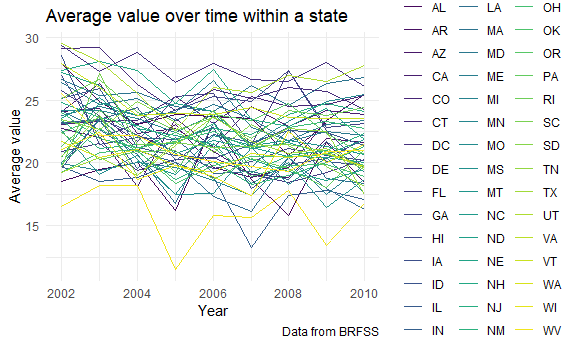 Average value over time within a state
Average value
30
25
20
15
2002
2004
2006
2008
2010
Year
Data from BRFSS
AL
AR
AZ
CA
CO
CT
DC
DE
FL
GA
HI
IA
ID
IL
IN
LA
MA
MD
ME
MI
MN
MO
MS
MT
NC
ND
NE
NH
NJ
NM
OH
OK
OR
PA
RI
SC
SD
TN
TX
UT
VA
VT
WA
WI
WV